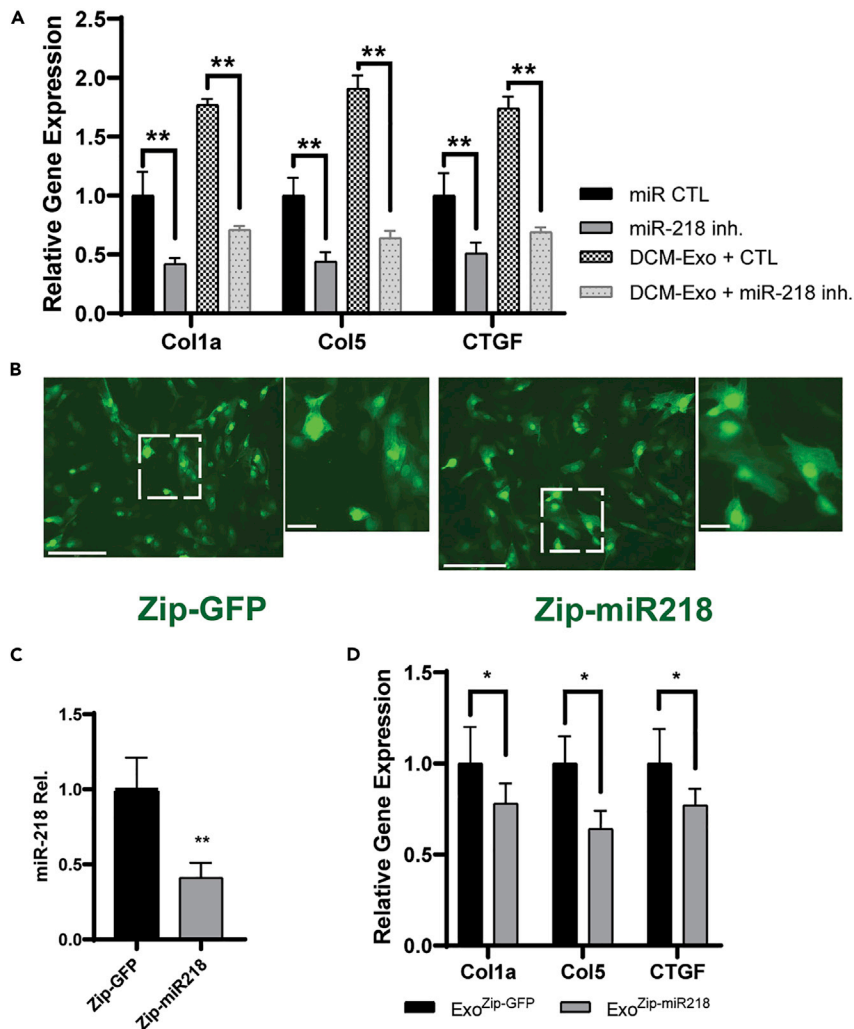 A
Relative Gene Expression
2.5
2.0
1.5
1.0
0.5
0.0
** ** ** ** ** **
Col1a Col5 CTGF
miR CTL
miR-218 inh.
DCM-Exo + CTL
DCM-Exo + miR-218 inh.
B
Zip-GFP Zip-miR218
C
miR-218 Rel.
1.5
1.0
0.5
0.0
**
Zip-GFP
Zip-miR218
D
Relative Gene Expression
1.5
1.0
0.5
0.0
* * *
Col1a Col5 CTGF
Exo^Zip-GFP Exo^Zip-miR218